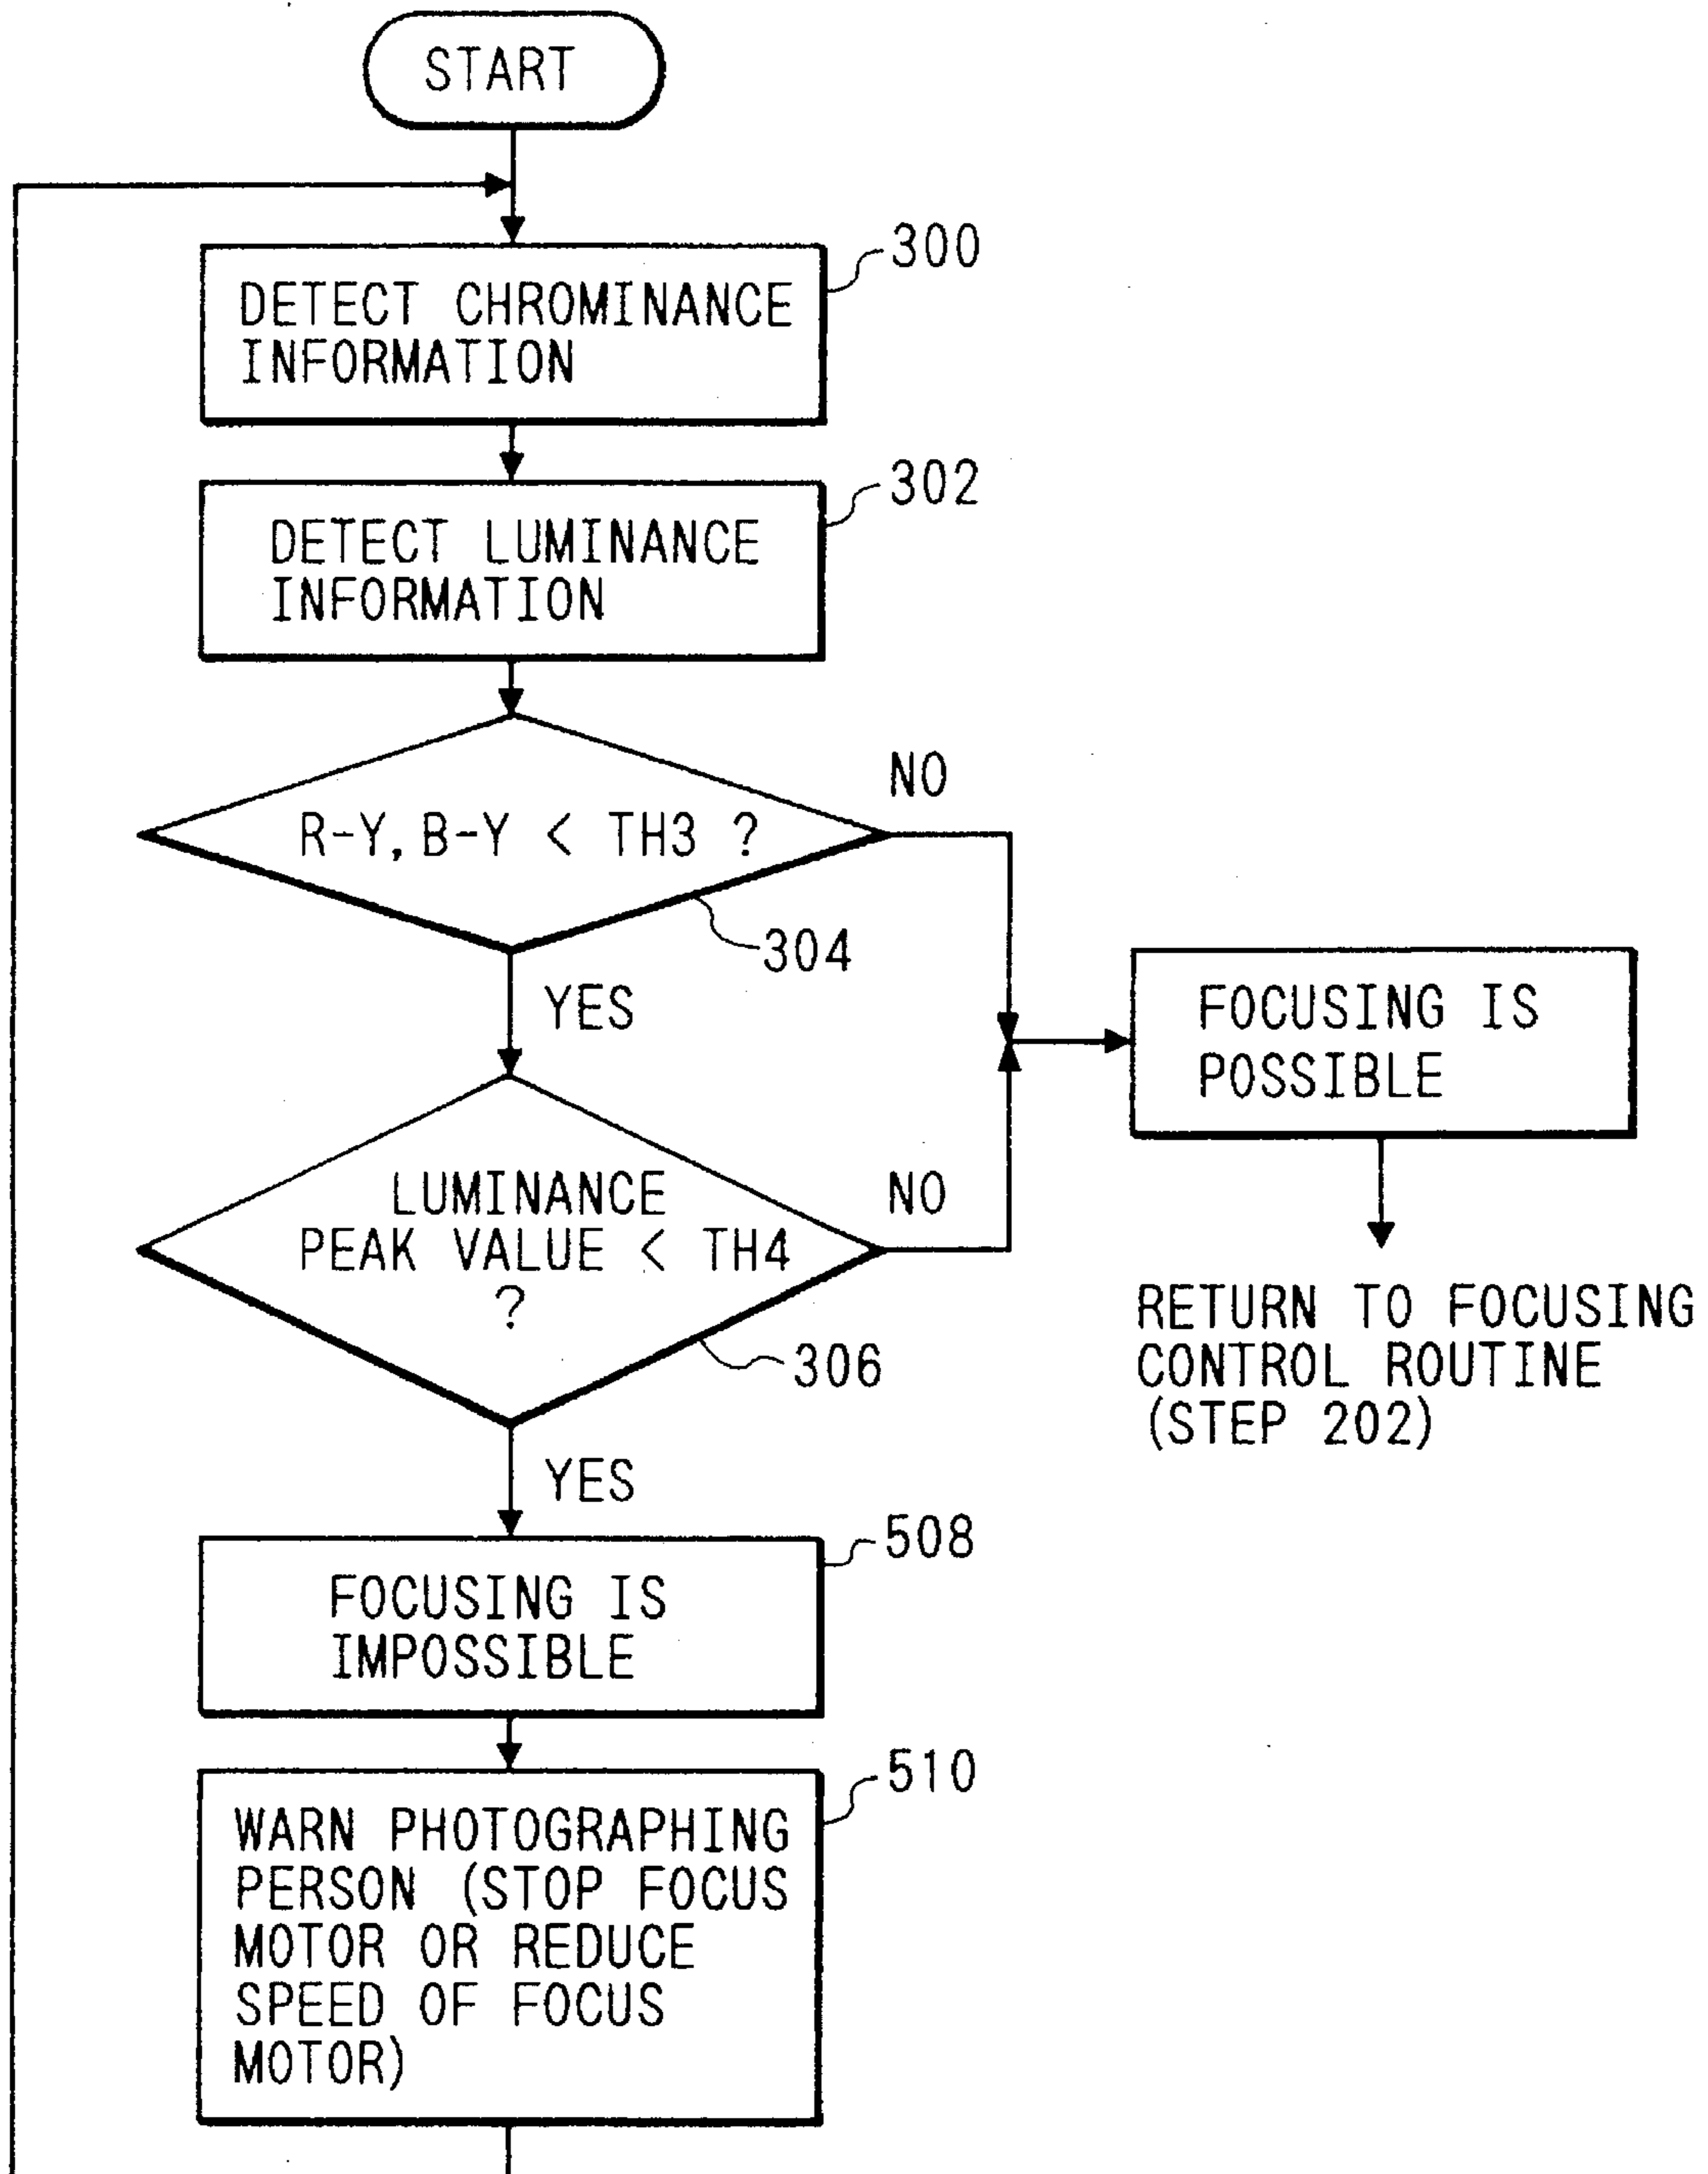 START
300
DETECT CHROMINANCE
INFORMATION
302
DETECT LUMINANCE
INFORMATION
NO
R-Y, B-Y < TH3 ?
304
YES
FOCUSING IS
POSSIBLE
LUMINANCE
PEAK VALUE < TH4
?
NO
306
RETURN TO FOCUSING
CONTROL ROUTINE
(STEP 202)
YES
508
FOCUSING IS
IMPOSSIBLE
510
WARN PHOTOGRAPHING
PERSON (STOP FOCUS
MOTOR OR REDUCE
SPEED OF FOCUS
MOTOR)